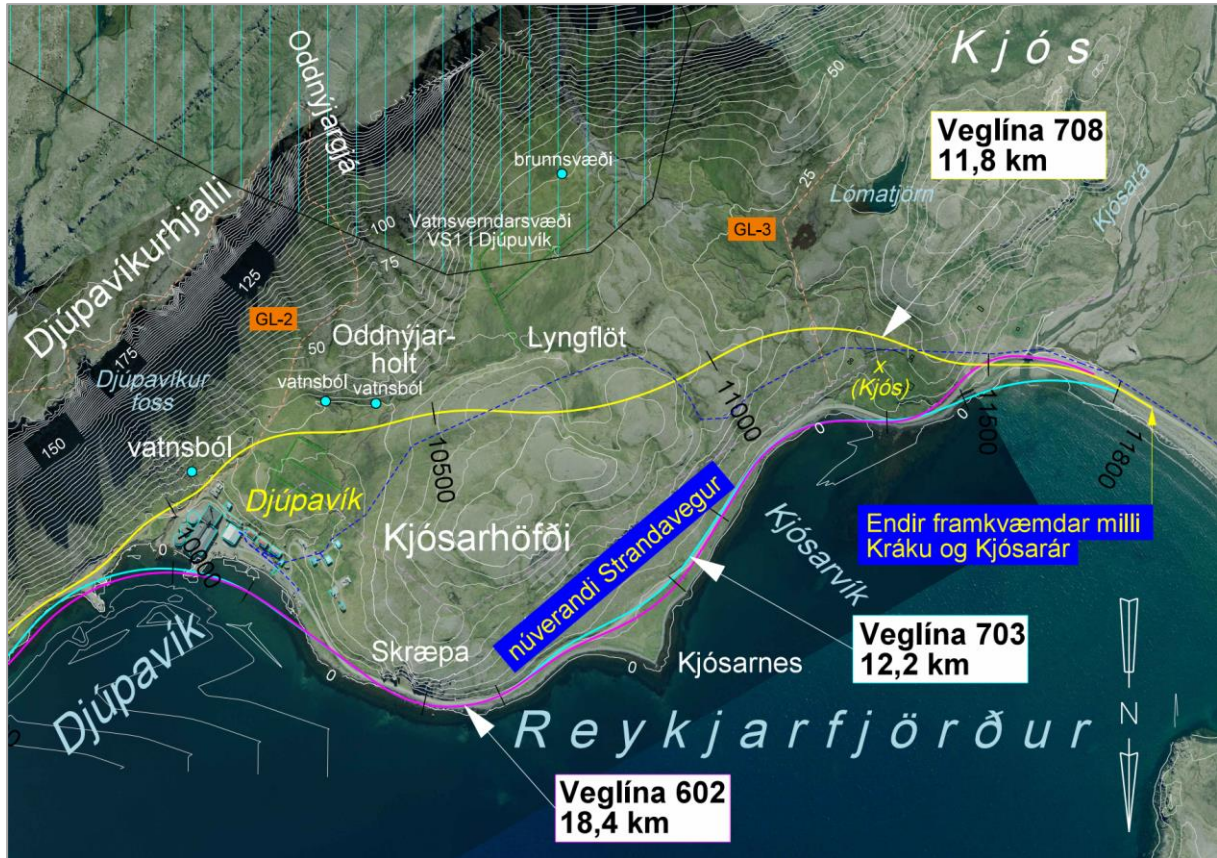 Kjós
Oddnýjargjá
50
Veglína 708
11,8 km
brunnsvæði
25
Lómatjörn
Kjósará
Djúpavíkurhjalli
100
Vatnsverndarsvæði
VS1 í Djúpuvík
GL-3
75
125
GL-2
50
Oddnýjar-
holt
Lyngflöt
175
Djúpavíkur
foss
vatnsból
vatnsból
x
(Kjós)
150
vatnsból
10500
11000
0
0
11500
11800
Djúpavík
Kjósarhöfði
núverandi Strandavegur
Kjósarvík
Endir framkvæmdar milli
Kráku og Kjósarár
0
10000
Djúpavík
Skræpa
0
0
Kjósarnes
Veglína 703
12,2 km
N
Reykjarfjörður
0
Veglína 602
18,4 km